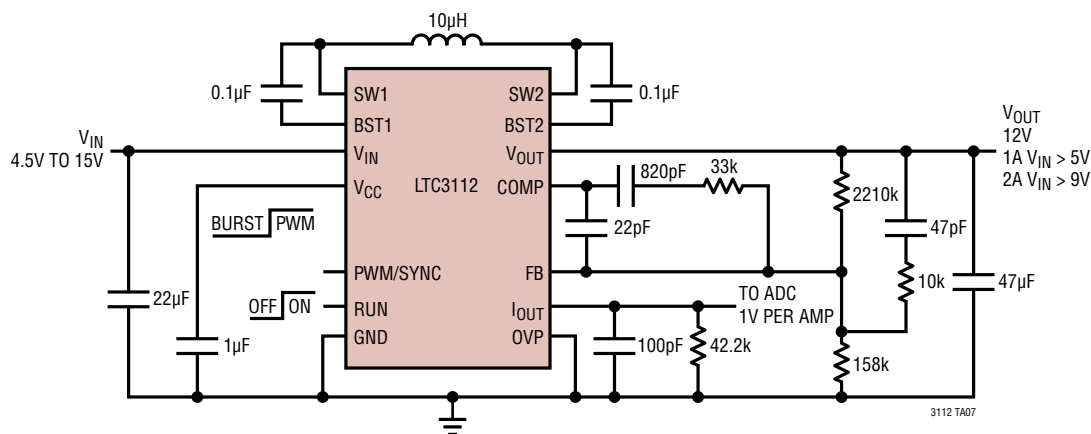 10µH
0.1µF
SW1
SW2
0.1µF
BST1
BST2
VIN
4.5V TO 15V
VIN
VOUT
VOUT
12V
1A VIN > 5V
2A VIN > 9V
VCC
LTC3112
COMP
820pF
33k
2210k
BURST PWM
22pF
47pF
PWM/SYNC
FB
10k
47µF
22µF
OFF ON
RUN
IOUT
TO ADC
1V PER AMP
1µF
GND
OVP
100pF
42.2k
158k
3112 TA07